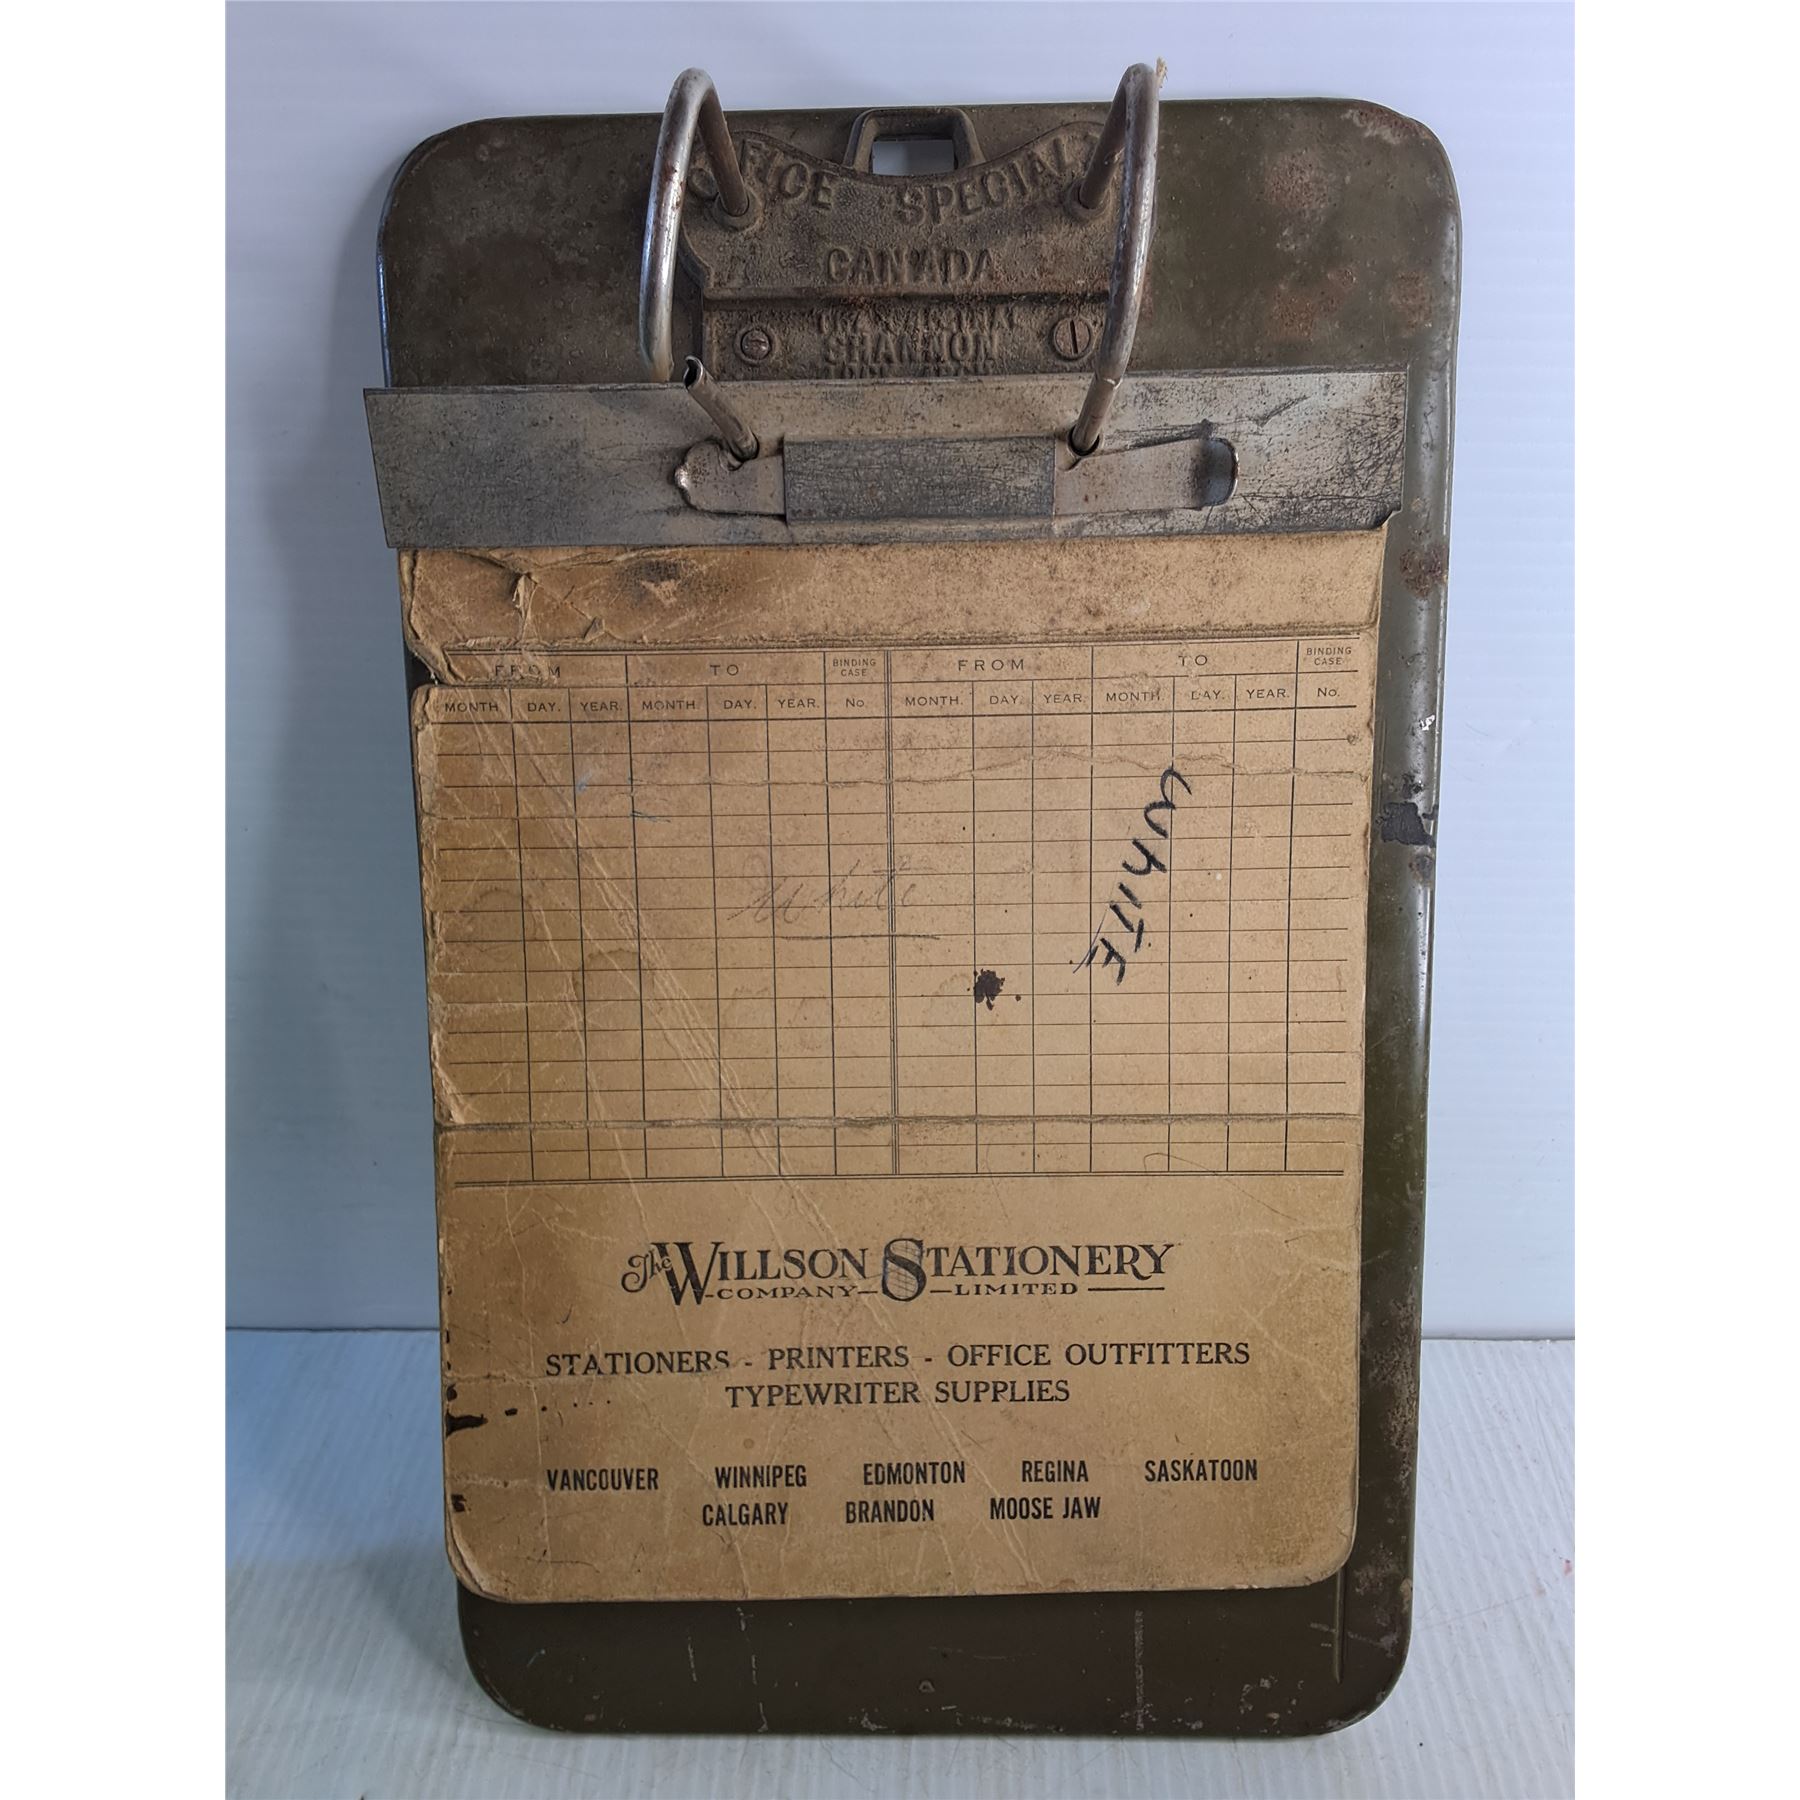 OFFICE SPECIALTY
CANADA
ORIGINAL
SHANNON
FROM TO BINDING CASE FROM TO BINDING CASE
MONTH. DAY. YEAR. MONTH. DAY. YEAR. No. MONTH. DAY. YEAR. MONTH. DAY. YEAR. No.
WHITE
White
The WILLSON STATIONERY
COMPANY LIMITED
STATIONERS - PRINTERS - OFFICE OUTFITTERS
TYPEWRITER SUPPLIES
VANCOUVER WINNIPEG EDMONTON REGINA SASKATOON
CALGARY BRANDON MOOSE JAW